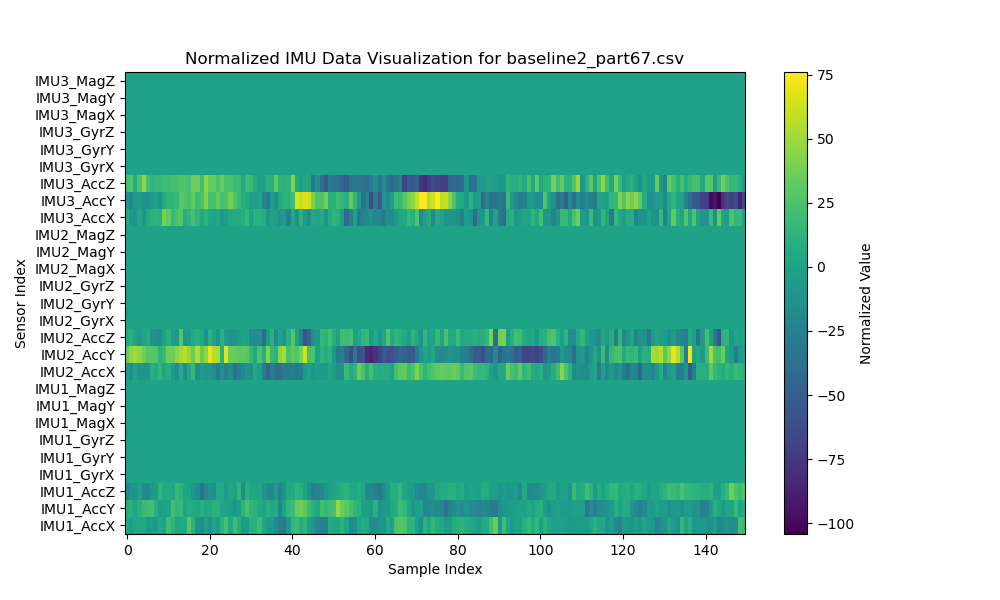 Normalized IMU Data Visualization for baseline2_part67.csv
IMU3_MagZ
IMU3_MagY
IMU3_MagX
IMU3_GyrZ
IMU3_GyrY
IMU3_GyrX
IMU3_AccZ
IMU3_AccY
IMU3_AccX
IMU2_MagZ
IMU2_MagY
IMU2_MagX
IMU2_GyrZ
IMU2_GyrY
IMU2_GyrX
IMU2_AccZ
IMU2_AccY
IMU2_AccX
IMU1_MagZ
IMU1_MagY
IMU1_MagX
IMU1_GyrZ
IMU1_GyrY
IMU1_GyrX
IMU1_AccZ
IMU1_AccY
IMU1_AccX
Sensor Index
0 20 40 60 80 100 120 140
Sample Index
75
50
25
0
−25
−50
−75
−100
Normalized Value